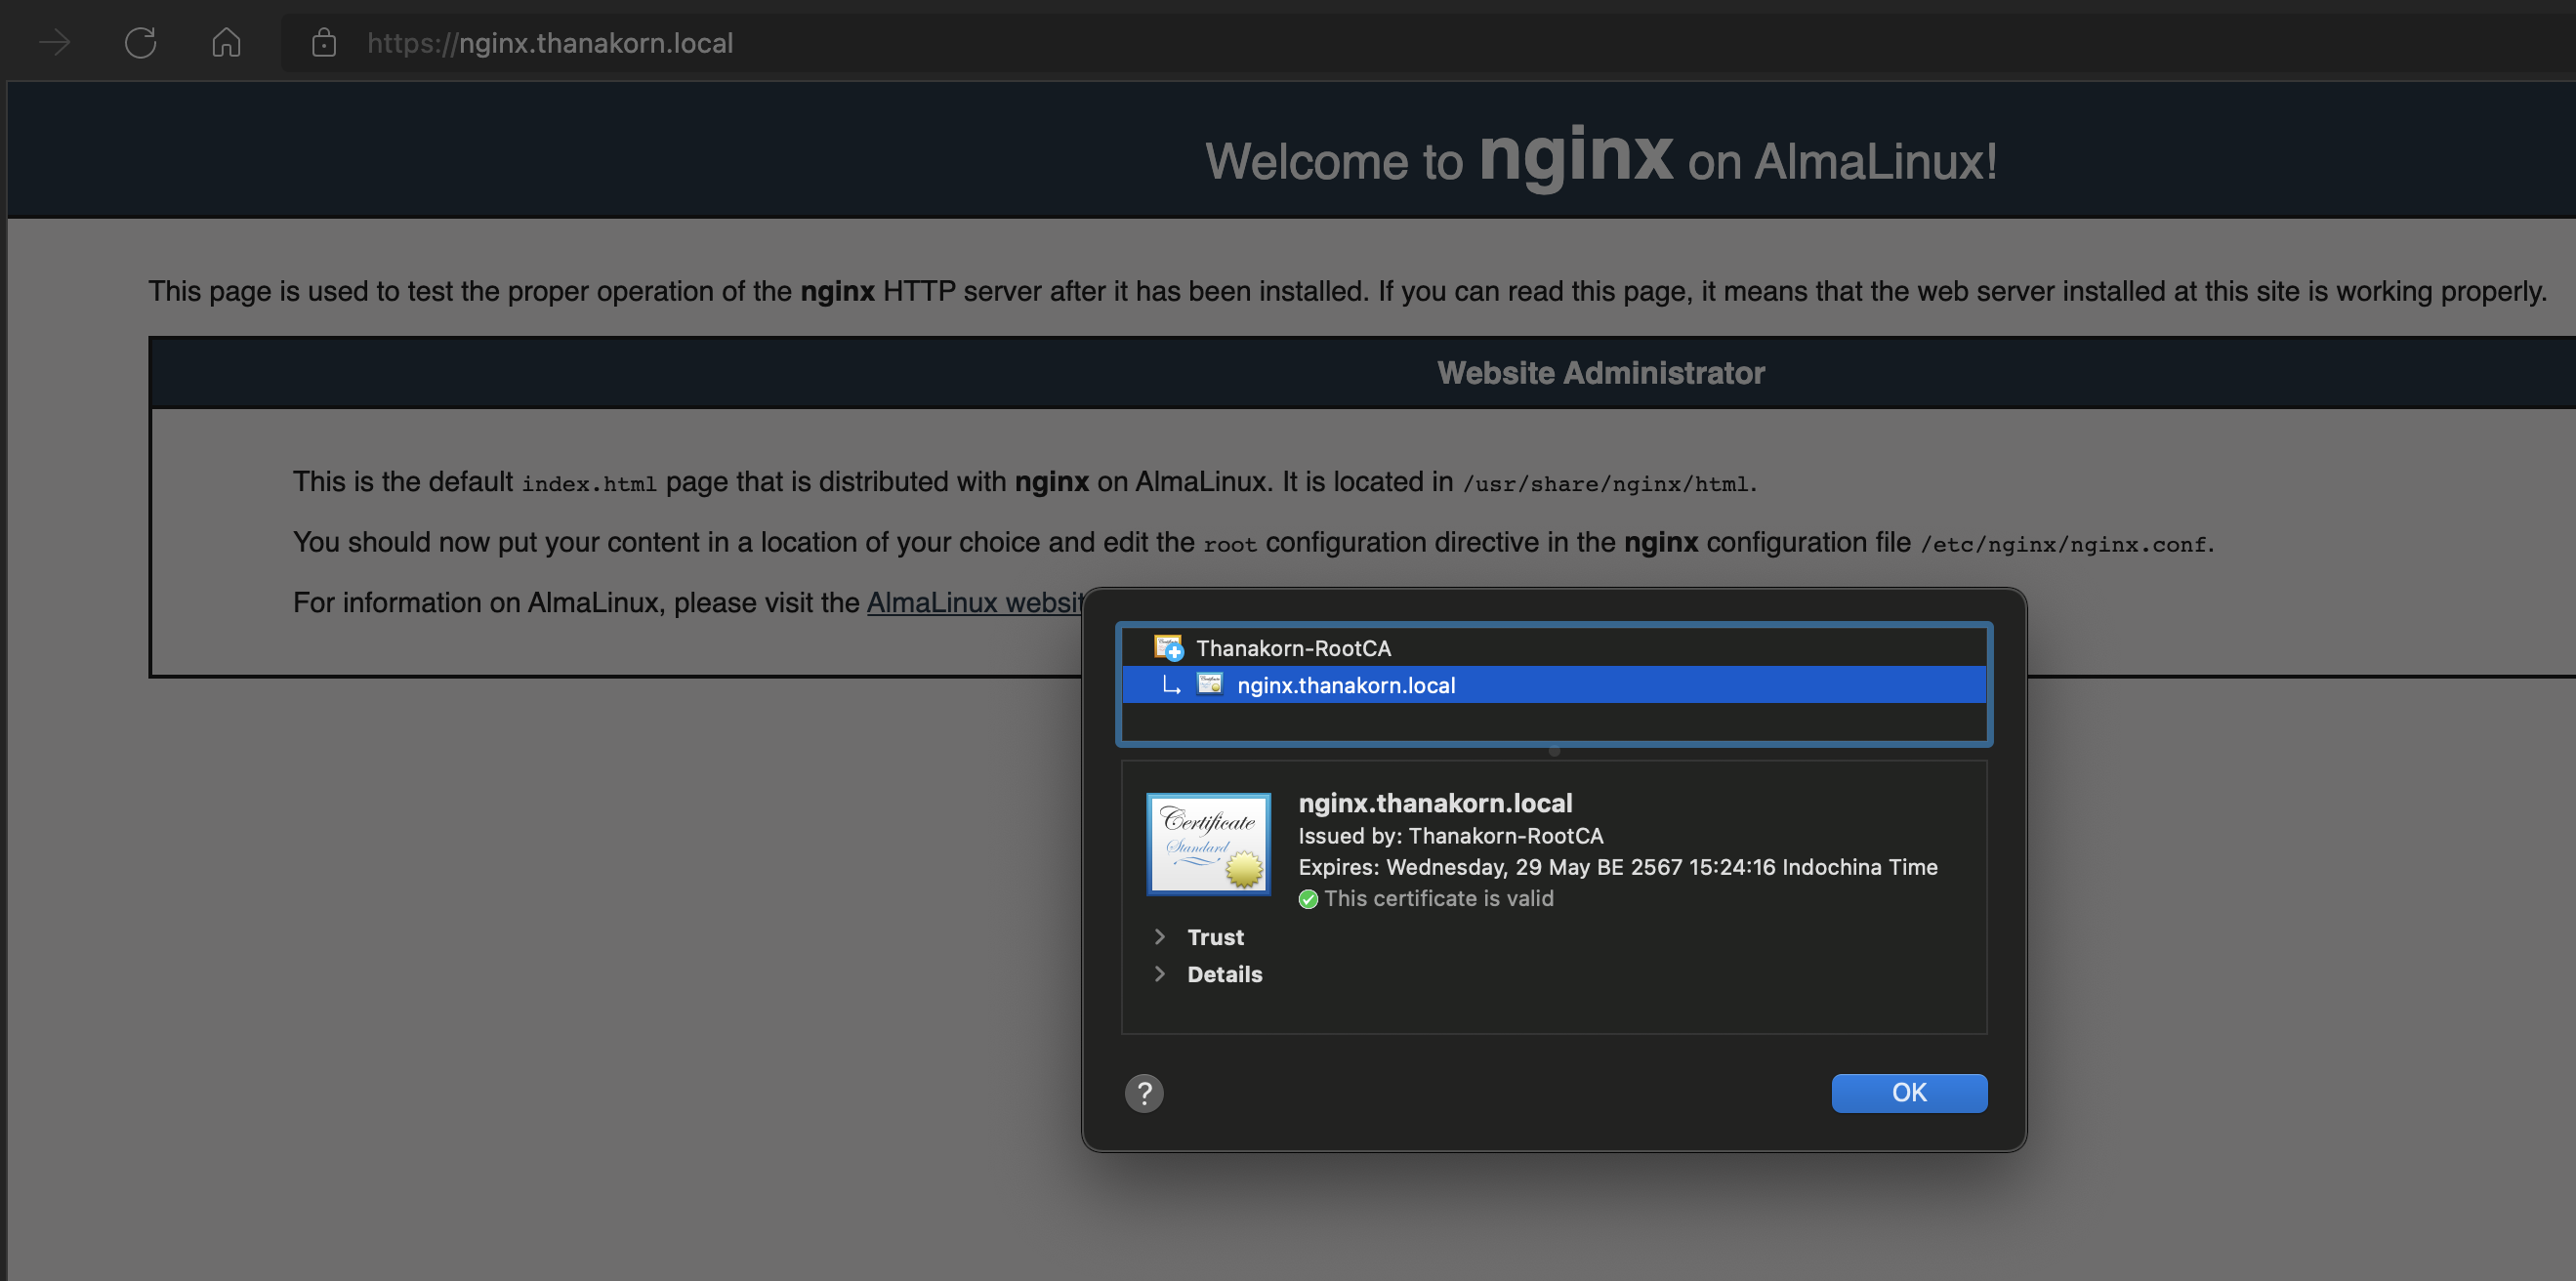 https://nginx.thanakorn.local
Welcome to nginx on AlmaLinux!
This page is used to test the proper operation of the nginx HTTP server after it has been installed. If you can read this page, it means that the web server installed at this site is working properly.
Website Administrator
This is the default index.html page that is distributed with nginx on AlmaLinux. It is located in /usr/share/nginx/html.
You should now put your content in a location of your choice and edit the root configuration directive in the nginx configuration file /etc/nginx/nginx.conf.
For information on AlmaLinux, please visit the AlmaLinux websit
Thanakorn-RootCA
nginx.thanakorn.local
Certificate
Standard
nginx.thanakorn.local
Issued by: Thanakorn-RootCA
Expires: Wednesday, 29 May BE 2567 15:24:16 Indochina Time
This certificate is valid
Trust
Details
?
OK